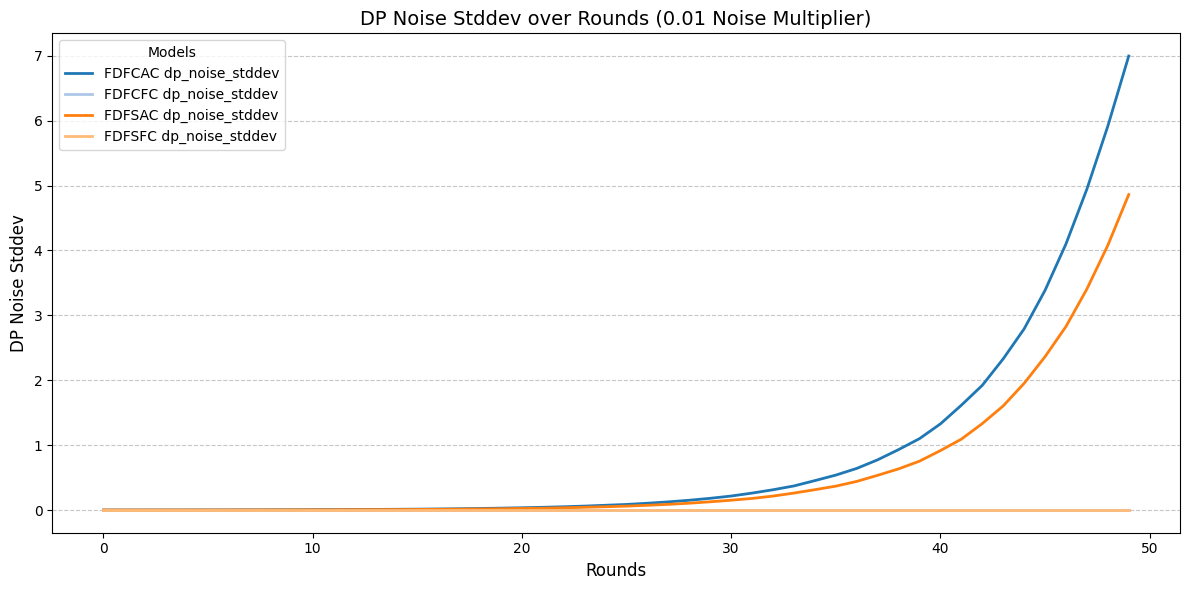 DP Noise Stddev over Rounds (0.01 Noise Multiplier)
Models
FDFCAC dp_noise_stddev
FDFCFC dp_noise_stddev
FDFSAC dp_noise_stddev
FDFSFC dp_noise_stddev
DP Noise Stddev
7
6
5
4
3
2
1
0
0 10 20 30 40 50
Rounds